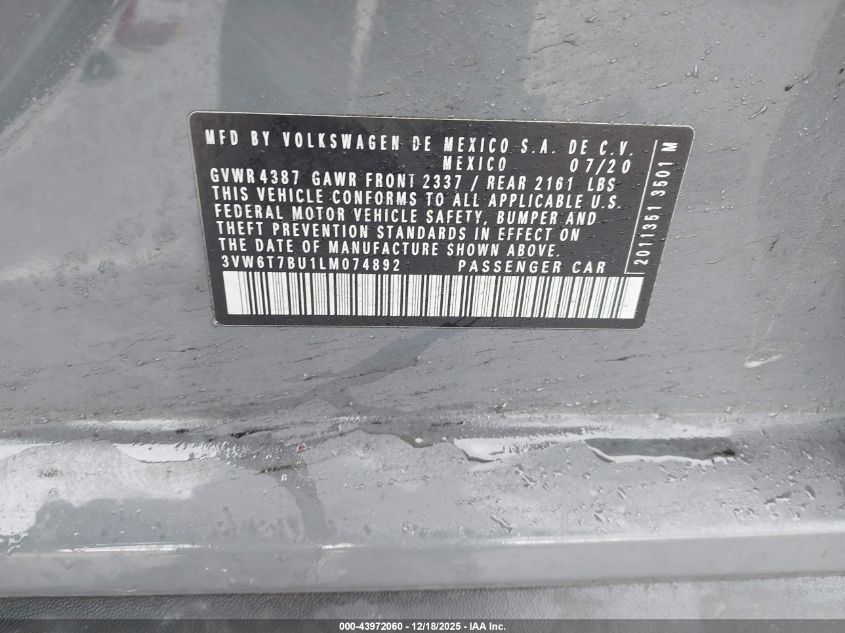 MFD BY VOLKSWAGEN DE MEXICO S.A. DE C.V.
MEXICO 07/20
GVWR 4387 GAWR FRONT 2337 / REAR 2161 LBS
THIS VEHICLE CONFORMS TO ALL APPLICABLE U.S.
FEDERAL MOTOR VEHICLE SAFETY, BUMPER AND
THEFT PREVENTION STANDARDS IN EFFECT ON
THE DATE OF MANUFACTURE SHOWN ABOVE.
3VW6T7BU1LM074892 PASSENGER CAR
2011351 3501 M
000-43972060 / 12/18/2025 - IAA Inc.